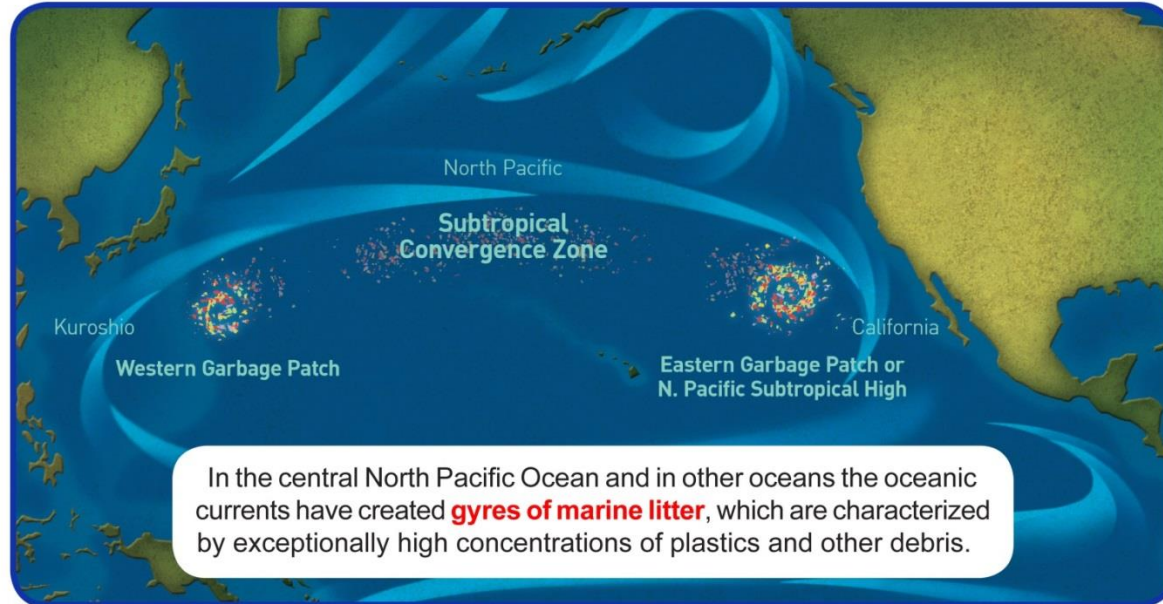 North Pacific
Subtropical
Convergence Zone
Kuroshio
California
Western Garbage Patch
Eastern Garbage Patch or
N. Pacific Subtropical High
In the central North Pacific Ocean and in other oceans the oceanic
currents have created gyres of marine litter, which are characterized
by exceptionally high concentrations of plastics and other debris.